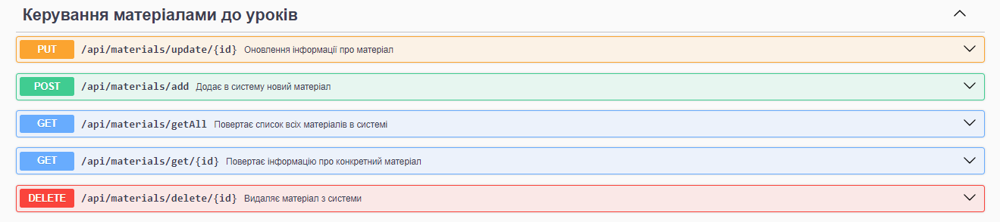 Керування матеріалами до уроків
PUT /api/materials/update/{id} Оновлення інформації про матеріал
POST /api/materials/add Додає в систему новий матеріал
GET /api/materials/getAll Повертає список всіх матеріалів в системі
GET /api/materials/get/{id} Повертає інформацію про конкретний матеріал
DELETE /api/materials/delete/{id} Видаляє матеріал з системи